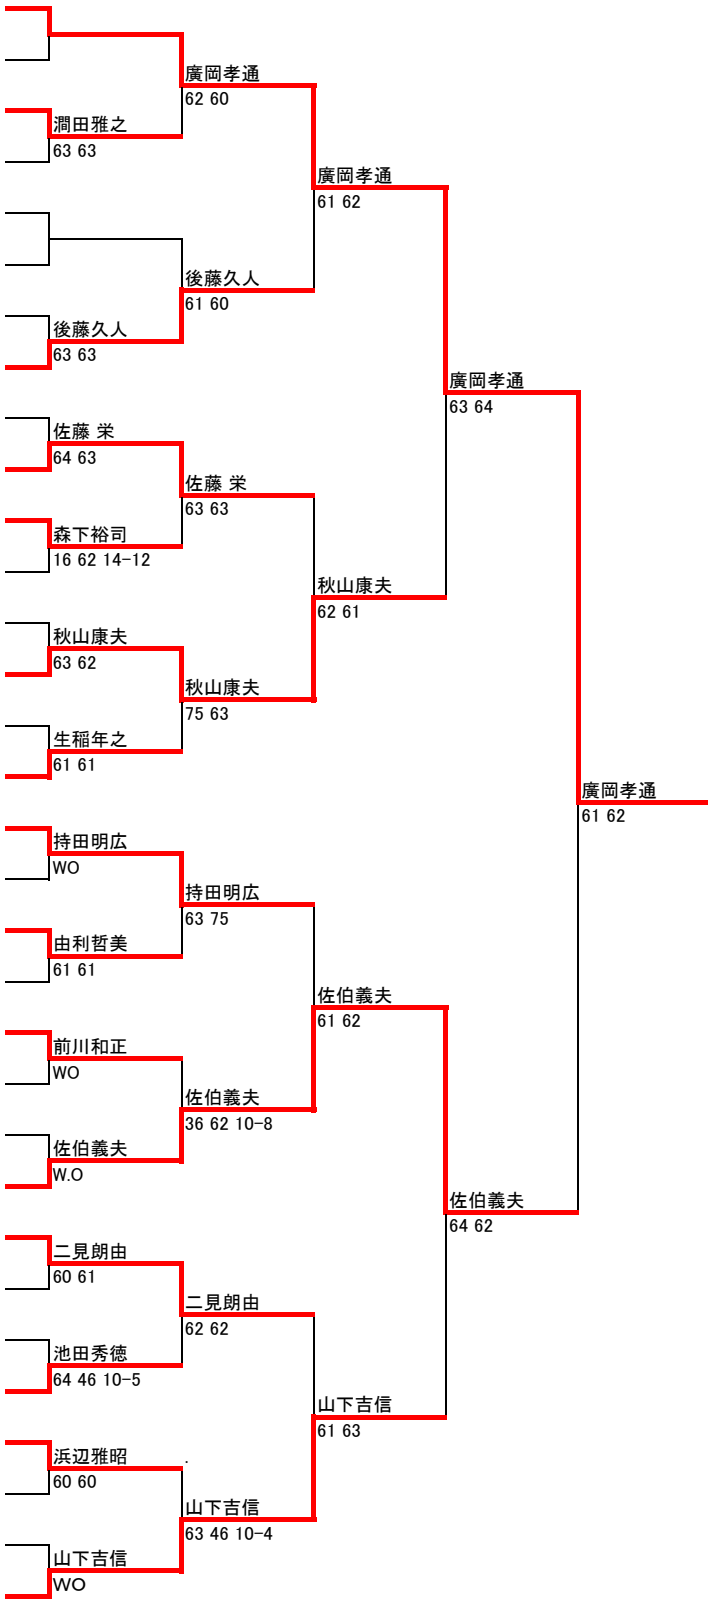 廣岡孝通
62 60
澗田雅之
63 63
廣岡孝通
61 62
後藤久人
61 60
後藤久人
63 63
廣岡孝通
63 64
佐藤 栄
64 63
佐藤 栄
63 63
森下裕司
16 62 14-12
秋山康夫
62 61
秋山康夫
63 62
秋山康夫
75 63
生稲年之
61 61
廣岡孝通
61 62
持田明広
WO
持田明広
63 75
由利哲美
61 61
佐伯義夫
61 62
前川和正
WO
佐伯義夫
36 62 10-8
佐伯義夫
W.O
佐伯義夫
64 62
二見朗由
60 61
二見朗由
62 62
池田秀徳
64 46 10-5
山下吉信
61 63
浜辺雅昭
.
60 60
山下吉信
63 46 10-4
山下吉信
WO